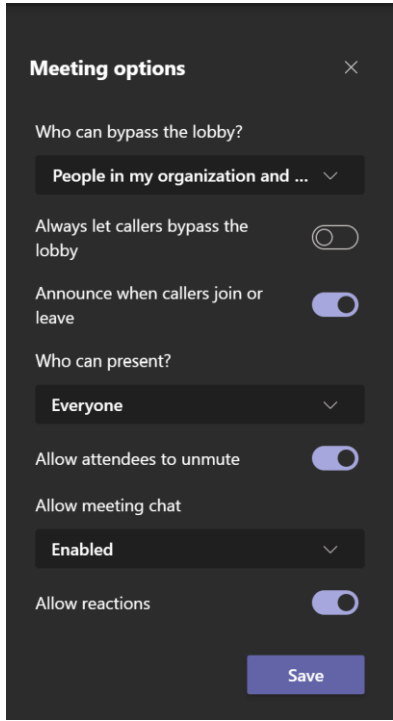 Meeting options
Who can bypass the lobby?
People in my organization and ...
Always let callers bypass the
lobby
Announce when callers join or
leave
Who can present?
Everyone
Allow attendees to unmute
Allow meeting chat
Enabled
Allow reactions
Save